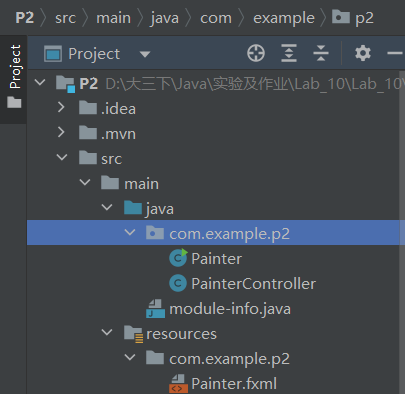 P2 › src › main › java › com › example › p2
Project
Project
P2 D:\大三下\Java\实验及作业\Lab_10\Lab_10\
.idea
.mvn
src
main
java
com.example.p2
Painter
PainterController
module-info.java
resources
com.example.p2
Painter.fxml